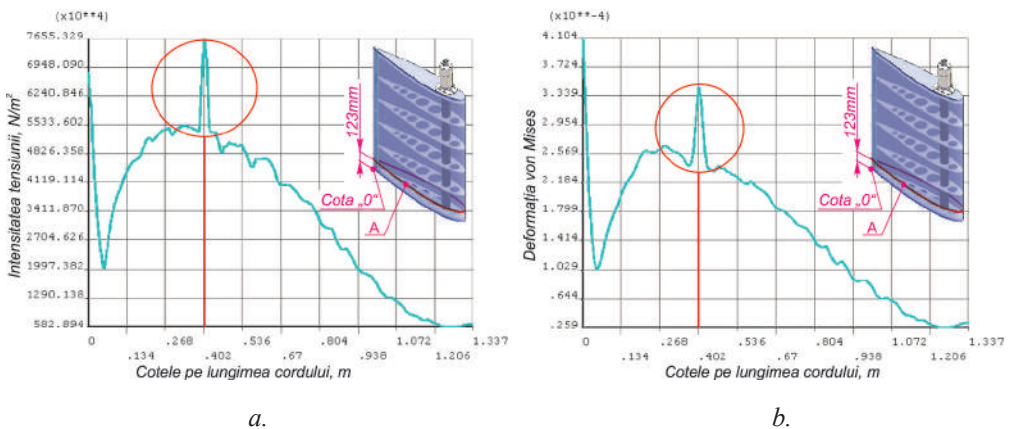 (x10**4)
7655.329
6948.090
6240.846
5533.602
4826.358
4119.114
3411.870
2704.626
1997.382
1290.138
582.894
Intensitatea tensiunii, N/m²
0 .268 .536 .804 1.072 1.337
.134 .402 .67 .938 1.206
Cotele pe lungimea cordului, m
123mm
Cota „0"
A
a.
(x10**-4)
4.104
4.724
3.339
2.954
2.569
2.184
1.799
1.414
1.029
.644
.259
Deformația von Mises
0 .268 .536 .804 1.072 1.337
.134 .402 .67 .938 1.206
Cotele pe lungimea cordului, m
123mm
Cota „0"
A
b.